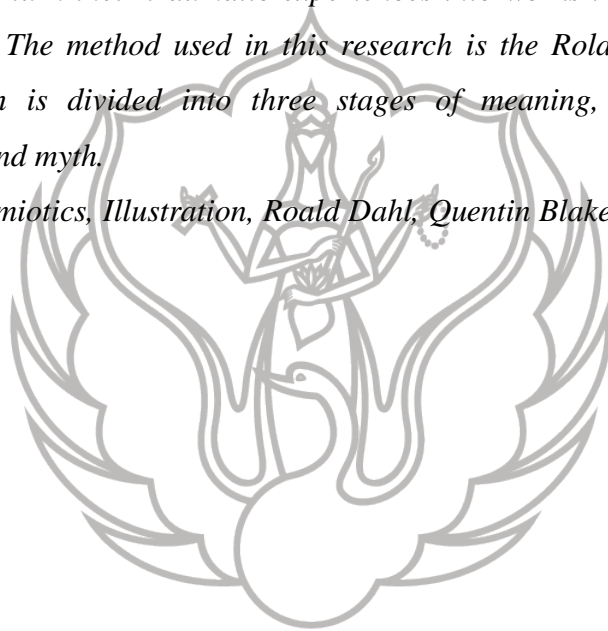 The method used in this research is the Rola
is divided into three stages of meaning,
nd myth.
miotics, Illustration, Roald Dahl, Quentin Blake